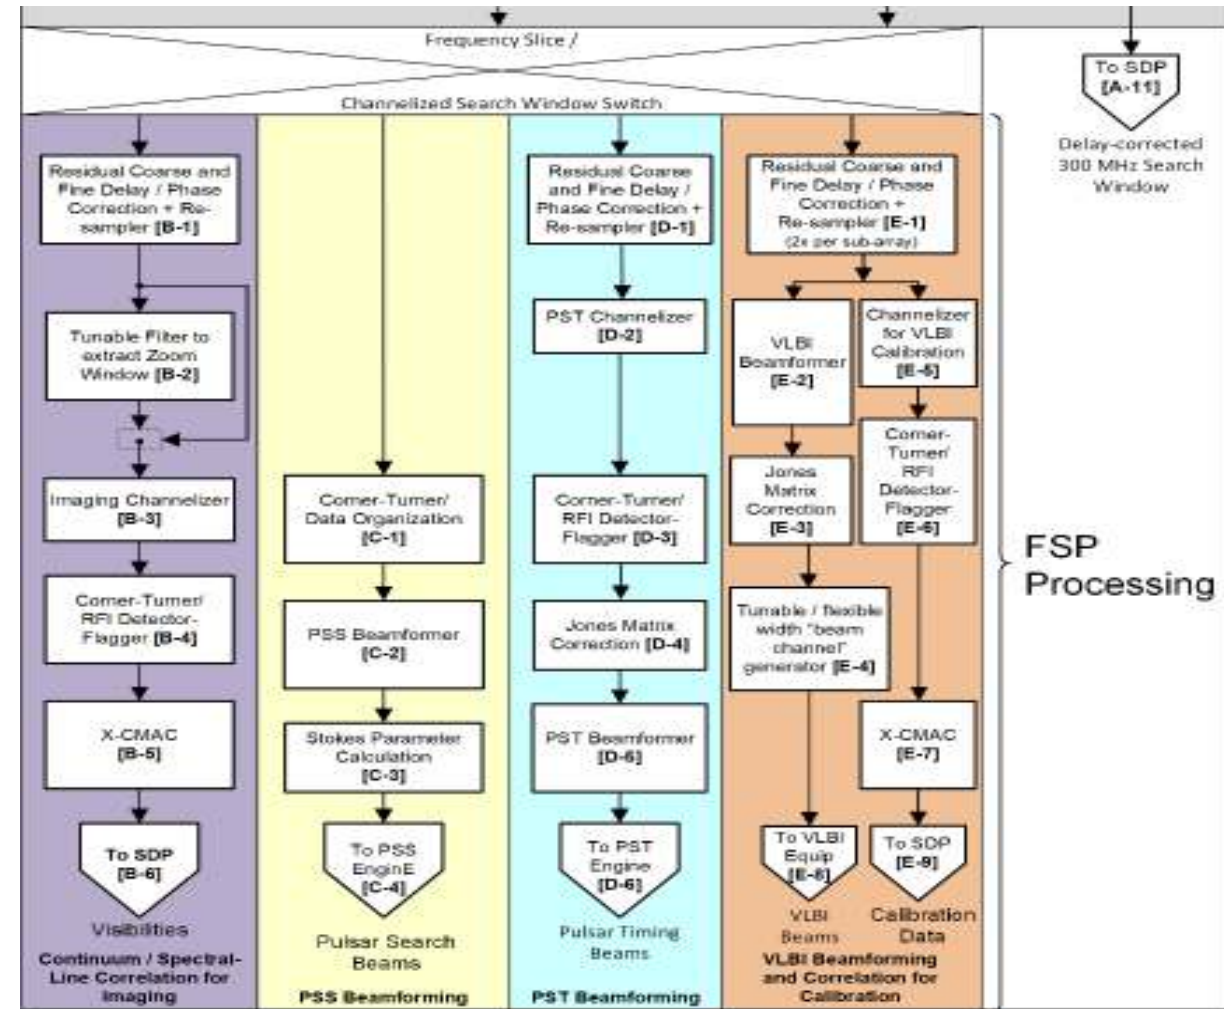 Frequency Slice /
Channelized Search Window Switch
To SDP
[A-11]
Delay-corrected
300 MHz Search
Window
Residual Coarse and
Fine Delay / Phase
Correction + Re-
sampler [B-1]
Tunable Filter to
extract Zoom
Window [B-2]
Imaging Channelizer
[B-3]
Corner-Turner/
RFI Detector-
Flagger [B-4]
X-CMAC
[B-5]
To SDP
[B-6]
Visibilities
Continuum / Spectral-
Line Correlation for
Imaging
Corner-Turner/
Data Organization
[C-1]
PSS Beamformer
[C-2]
Stokes Parameter
Calculation
[C-3]
To PSS
EnginE
[C-4]
Pulsar Search
Beams
PSS Beamforming
Residual Coarse
and Fine Delay /
Phase Correction +
Re-sampler [D-1]
PST Channelizer
[D-2]
Corner-Turner/
RFI Detector-
Flagger [D-3]
Jones Matrix
Correction [D-4]
PST Beamformer
[D-6]
To PST
Engine
[D-6]
Pulsar Timing
Beams
PST Beamforming
Residual Coarse and
Fine Delay / Phase
Correction +
Re-sampler [E-1]
(2x per sub-array)
VLBI
Beamformer
[E-2]
Jones
Matrix
Correction
[E-3]
Tunable / flexible
width "beam
channel"
generator [E-4]
To VLBI
Equip
[E-8]
VLBI
Beams
Channelizer
for VLBI
Calibration
[E-5]
Corner-
Turner/
RFI
Detector-
Flagger
[E-6]
X-CMAC
[E-7]
To SDP
[E-9]
Calibration
Data
VLBI Beamforming
and Correlation for
Calibration
FSP
Processing